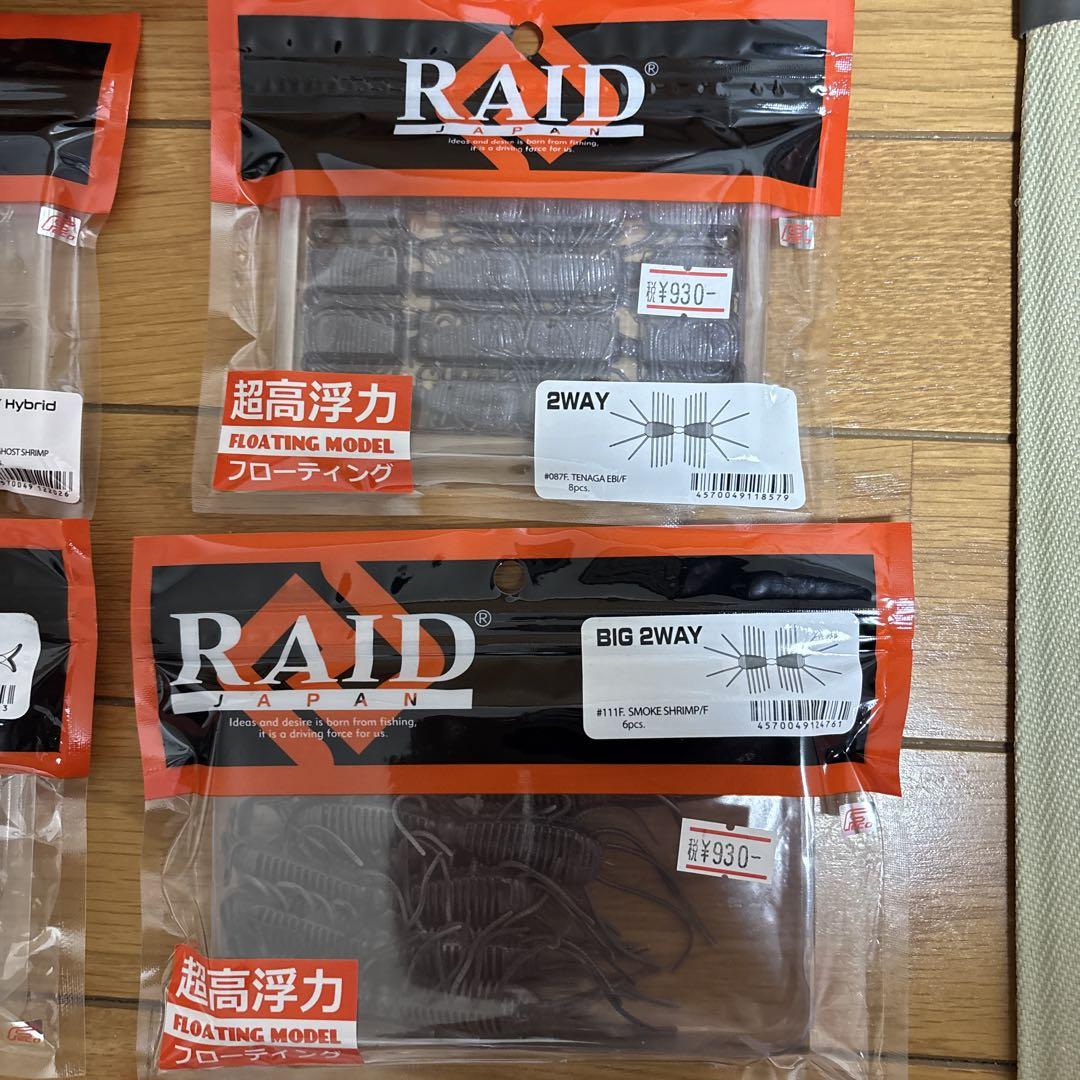 RAID®
JAPAN
Ideas and desire is born from fishing,
it is a driving force for us.
税¥930-
超高浮力
FLOATING MODEL
フローティング
2WAY
#087F. TENAGA EBI/F
8pcs.
4570049118579
Hybrid
GHOST SHRIMP
RAID®
JAPAN
Ideas and desire is born from fishing,
it is a driving force for us.
BIG 2WAY
#111F. SMOKE SHRIMP/F
6pcs.
4570049124761
税¥930-
超高浮力
FLOATING MODEL
フローティング